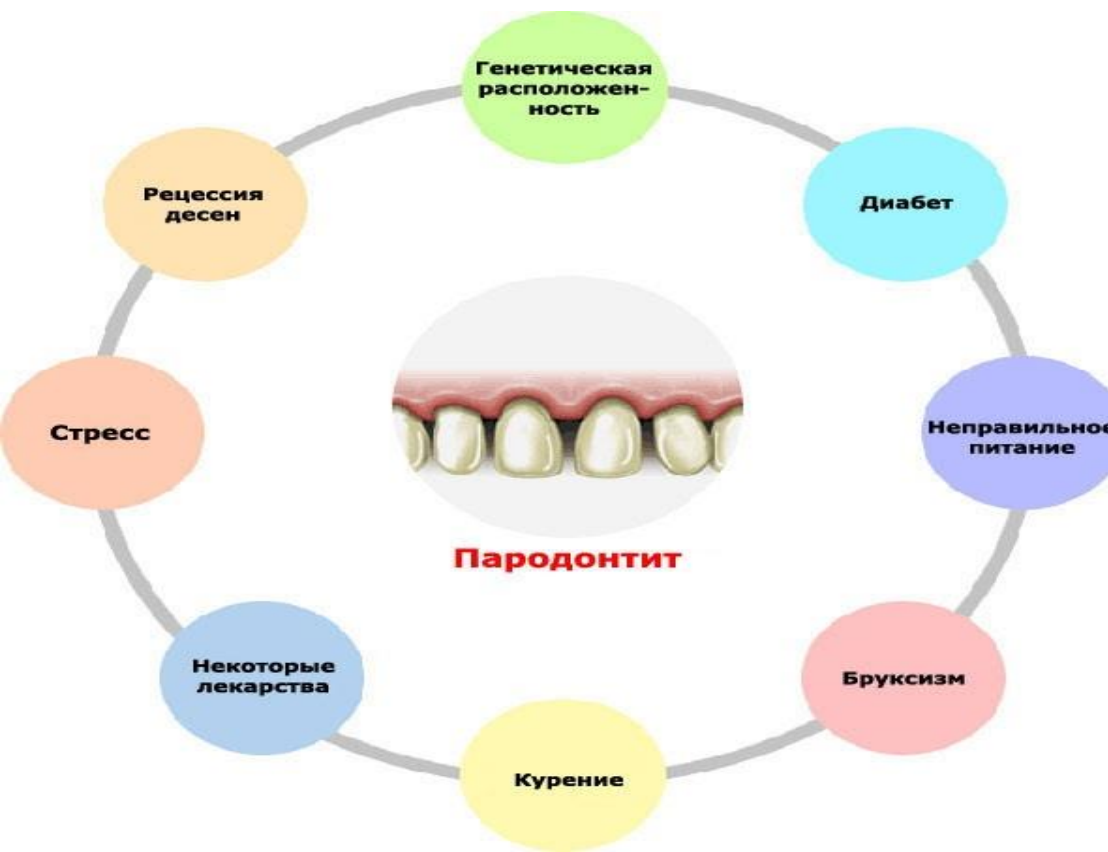 Генетическая
расположен-
ность
Диабет
Неправильное
питание
Бруксизм
Курение
Некоторые
лекарства
Стресс
Рецессия
десен
Пародонтит